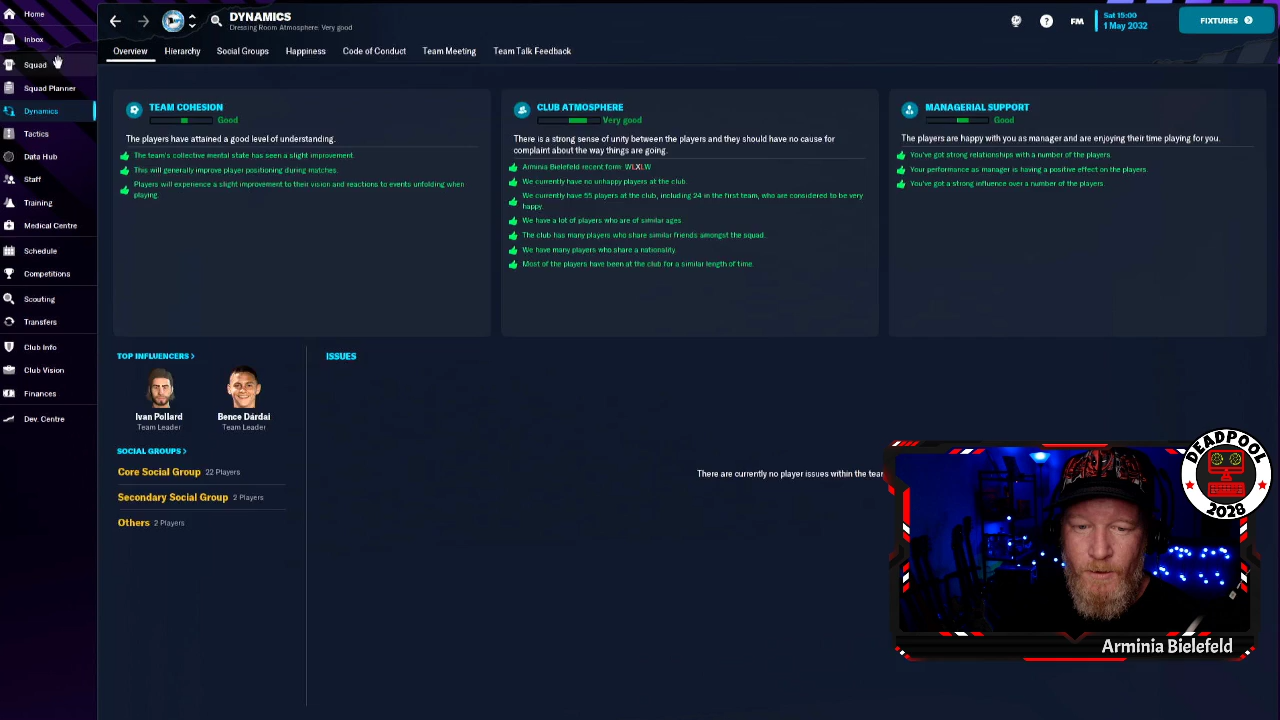 Home
Inbox
Squad
Squad Planner
Dynamics
Tactics
Data Hub
Staff
Training
Medical Centre
Schedule
Competitions
Scouting
Transfers
Club Info
Club Vision
Finances
Dev. Centre
DYNAMICS
Dressing Room Atmosphere: Very good
FM
Sat 15:00
1 May 2032
FIXTURES
Overview
Hierarchy
Social Groups
Happiness
Code of Conduct
Team Meeting
Team Talk Feedback
TEAM COHESION
Good
The players have attained a good level of understanding.
The team's collective mental state has seen a slight improvement.
This will generally improve player positioning during matches.
Players will experience a slight improvement to their vision and reactions to events unfolding when
playing.
CLUB ATMOSPHERE
Very good
There is a strong sense of unity between the players and they should have no cause for
complaint about the way things are going.
Arminia Bielefeld recent form WLXLW
We currently have no unhappy players at the club.
We currently have 55 players at the club, including 24 in the first team, who are considered to be very
happy.
We have a lot of players who are of similar ages
The club has many players who share similar friends amongst the squad.
We have many players who share a nationality.
Most of the players have been at the club for a similar length of time.
MANAGERIAL SUPPORT
Good
The players are happy with you as manager and are enjoying their time playing for you.
You've got strong relationships with a number of the players.
Your performance as manager is having a positive effect on the players.
You've got a strong influence over a number of the players.
TOP INFLUENCERS >
Ivan Pollard
Team Leader
Bence Dárdai
Team Leader
SOCIAL GROUPS >
Core Social Group 22 Players
Secondary Social Group 2 Players
Others 2 Players
ISSUES
There are currently no player issues within the tear
DEADPOOL
2028
Arminia Bielefeld